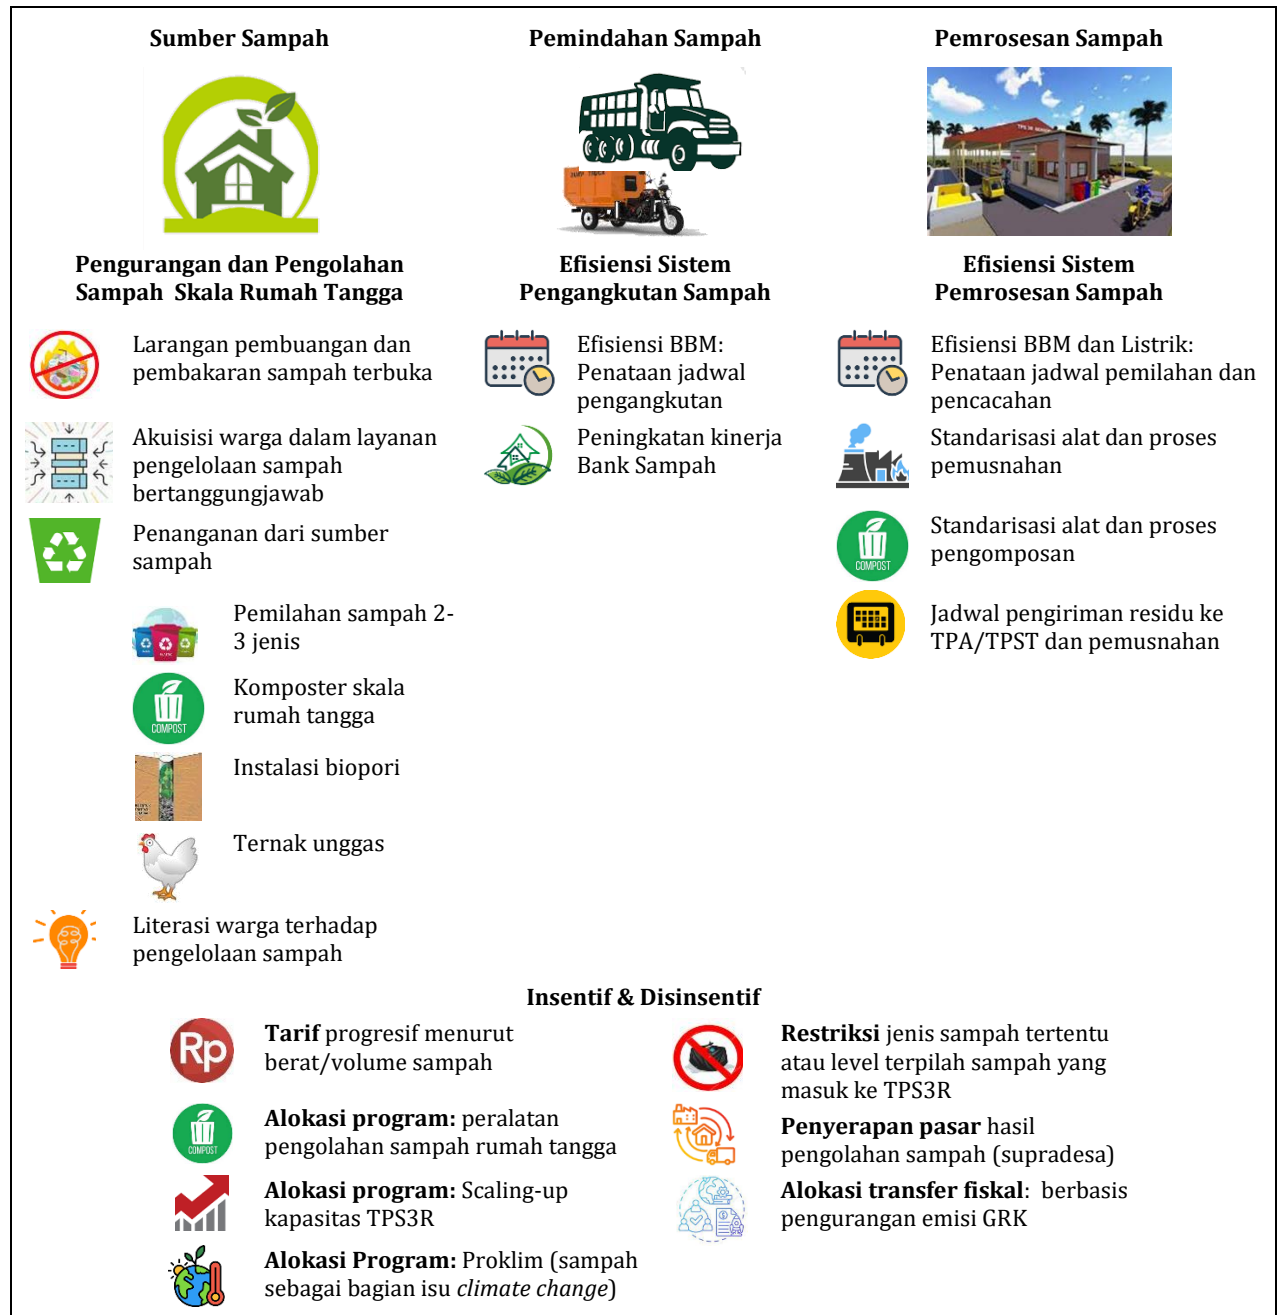 Sumber Sampah
Pengurangan dan Pengolahan
Sampah Skala Rumah Tangga
Larangan pembuangan dan
pembakaran sampah terbuka
Akuisisi warga dalam layanan
pengelolaan sampah
bertanggungjawab
Penanganan dari sumber
sampah
Pemilahan sampah 2-
3 jenis
COMPOST
Komposter skala
rumah tangga
Instalasi biopori
Ternak unggas
Literasi warga terhadap
pengelolaan sampah
Pemindahan Sampah
Efisiensi Sistem
Pengangkutan Sampah
Efisiensi BBM:
Penataan jadwal
pengangkutan
Peningkatan kinerja
Bank Sampah
Pemrosesan Sampah
Efisiensi Sistem
Pemrosesan Sampah
Efisiensi BBM dan Listrik:
Penataan jadwal pemilahan dan
pencacahan
Standarisasi alat dan proses
pemusnahan
COMPOST
Standarisasi alat dan proses
pengomposan
Jadwal pengiriman residu ke
TPA/TPST dan pemusnahan
Insentif & Disinsentif
Rp
Tarif progresif menurut
berat/volume sampah
COMPOST
Alokasi program: peralatan
pengolahan sampah rumah tangga
Alokasi program: Scaling-up
kapasitas TPS3R
Alokasi Program: Proklim (sampah
sebagai bagian isu climate change)
Restriksi jenis sampah tertentu
atau level terpilah sampah yang
masuk ke TPS3R
Penyerapan pasar hasil
pengolahan sampah (supradesa)
Alokasi transfer fiskal: berbasis
pengurangan emisi GRK